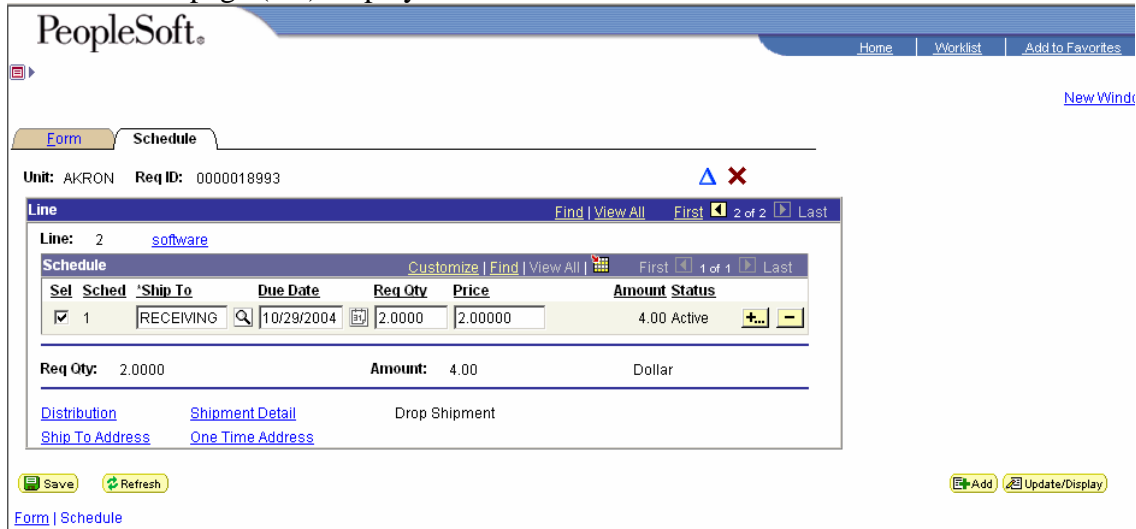 PeopleSoft®
Home Worklist Add to Favorites
Form Schedule
Unit: AKRON Req ID: 0000018993
Line Find | View All First 2 of 2 Last
Line: 2 software
Schedule Customize | Find | View All | First 1 of 1 Last
Sel Sched *Ship To Due Date Req Qty Price Amount Status
1 RECEIVING 10/29/2004 2.0000 2.00000 4.00 Active +... −
Req Qty: 2.0000 Amount: 4.00 Dollar
Distribution Shipment Detail Drop Shipment
Ship To Address One Time Address
Save Refresh Add Update/Display
Form | Schedule